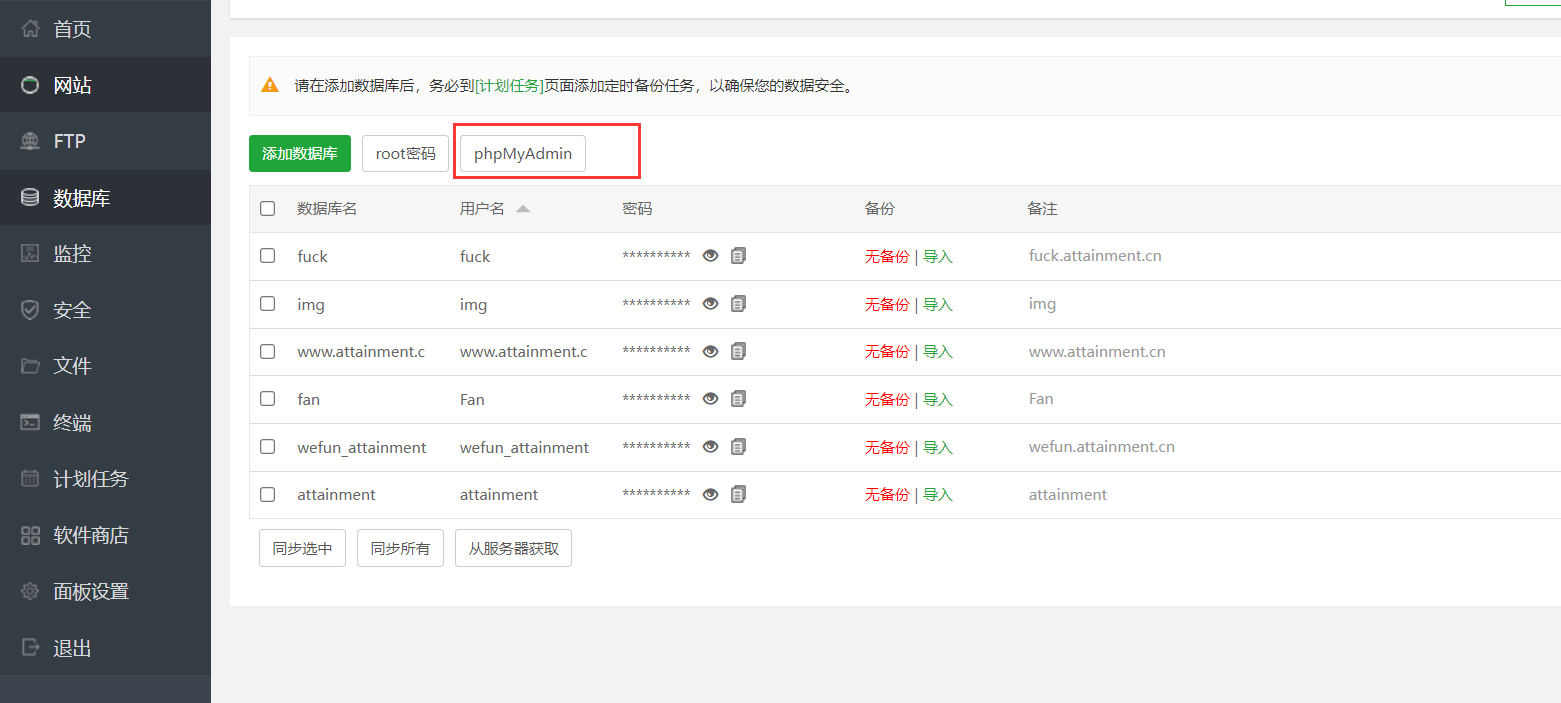 首页
网站
FTP
数据库
监控
安全
文件
终端
计划任务
软件商店
面板设置
退出
请在添加数据库后，务必到[计划任务]页面添加定时备份任务，以确保您的数据安全。
添加数据库 root密码 phpMyAdmin
数据库名 用户名 密码 备份 备注
fuck fuck ********** 无备份 | 导入 fuck.attainment.cn
img img ********** 无备份 | 导入 img
www.attainment.c www.attainment.c ********** 无备份 | 导入 www.attainment.cn
fan Fan ********** 无备份 | 导入 Fan
wefun_attainment wefun_attainment ********** 无备份 | 导入 wefun.attainment.cn
attainment attainment ********** 无备份 | 导入 attainment
同步选中 同步所有 从服务器获取